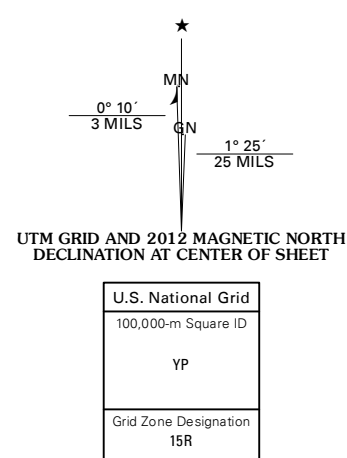 ★
MN
0° 10´
3 MILS
GN
1° 25´
25 MILS
UTM GRID AND 2012 MAGNETIC NORTH
DECLINATION AT CENTER OF SHEET
U.S. National Grid
100,000-m Square ID
YP
Grid Zone Designation
15R